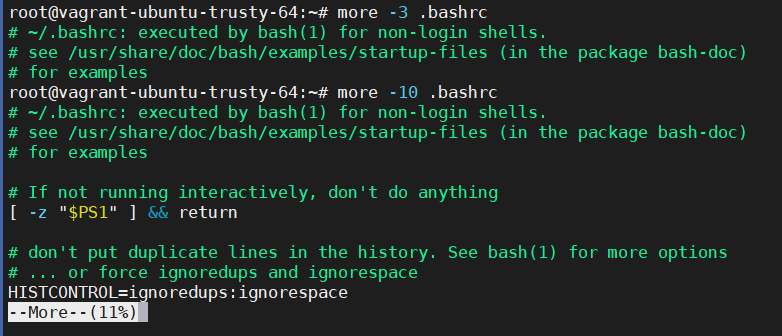 root@vagrant-ubuntu-trusty-64:~# more -3 .bashrc
# ~/.bashrc: executed by bash(1) for non-login shells.
# see /usr/share/doc/bash/examples/startup-files (in the package bash-doc)
# for examples
root@vagrant-ubuntu-trusty-64:~# more -10 .bashrc
# ~/.bashrc: executed by bash(1) for non-login shells.
# see /usr/share/doc/bash/examples/startup-files (in the package bash-doc)
# for examples

# If not running interactively, don't do anything
[ -z "$PS1" ] && return

# don't put duplicate lines in the history. See bash(1) for more options
# ... or force ignoredups and ignorespace
HISTCONTROL=ignoredups:ignorespace
--More--(11%)